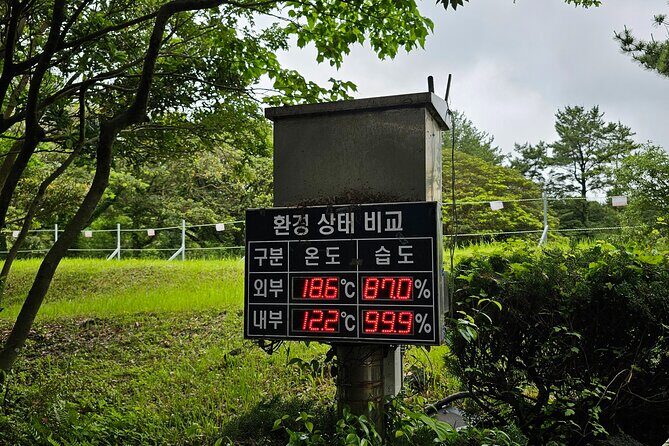 환경 상태 비교
구분 온도 습도
외부 18.6℃ 87.0%
내부 12.2℃ 99.9%